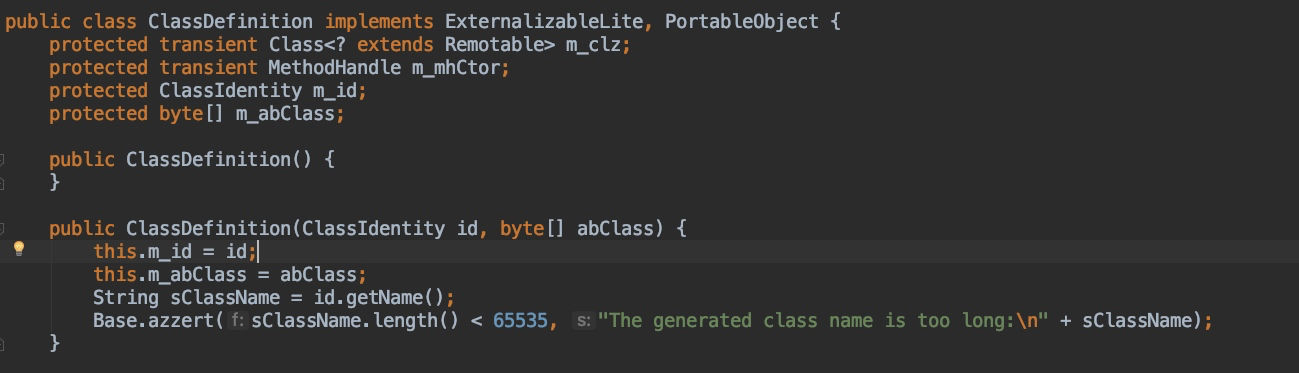 public class ClassDefinition implements ExternalizableLite, PortableObject {
    protected transient Class<? extends Remotable> m_clz;
    protected transient MethodHandle m_mhCtor;
    protected ClassIdentity m_id;
    protected byte[] m_abClass;

    public ClassDefinition() {
    }

    public ClassDefinition(ClassIdentity id, byte[] abClass) {
        this.m_id = id;
        this.m_abClass = abClass;
        String sClassName = id.getName();
        Base.azzert( f: sClassName.length() < 65535, s: "The generated class name is too long:\n" + sClassName);
    }